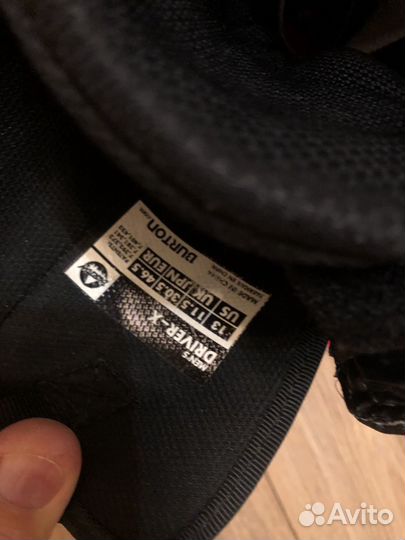 MEN'S
DRIVER-X
13 11.5 30.5 46.5
US UK JPN EUR
BURTON
MADE IN CHINA
Avito